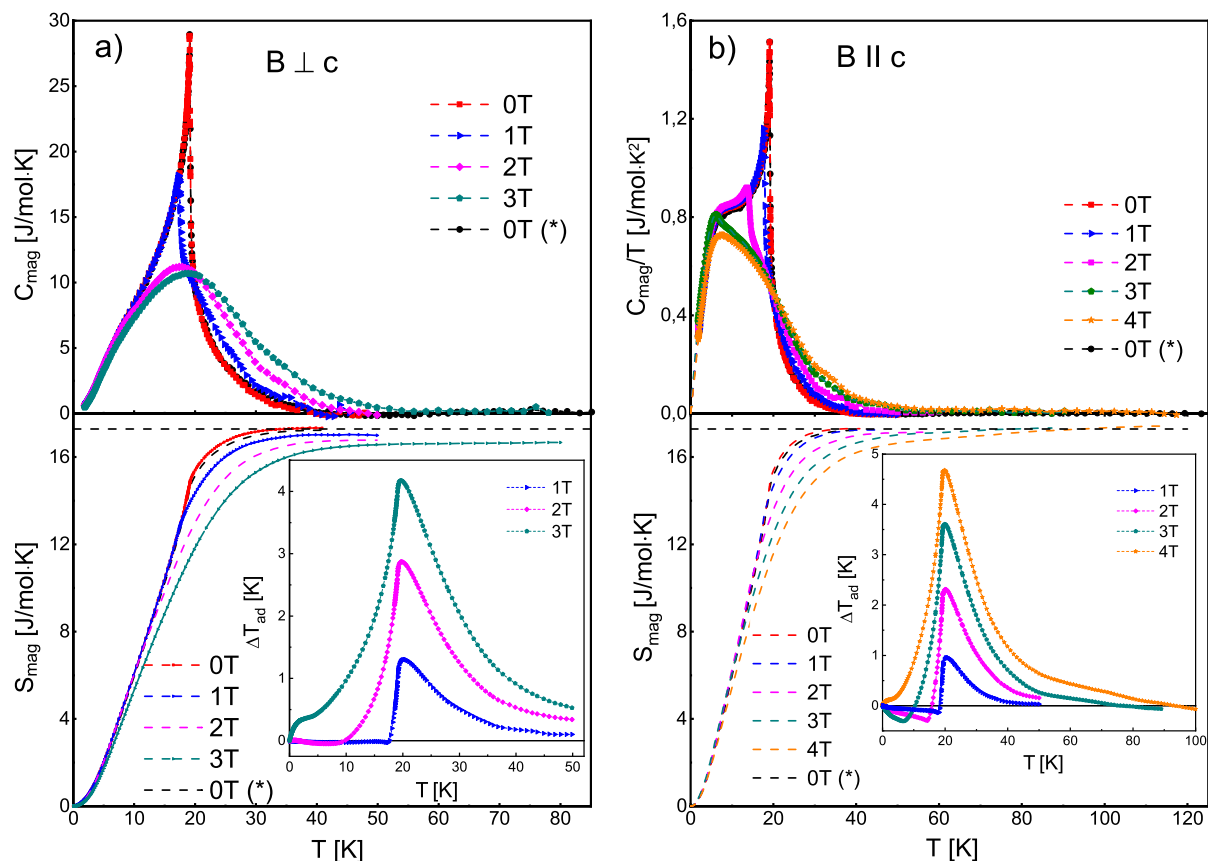 a)
B ⊥ c
C_mag [J/mol·K]
30
25
20
15
10
5
0
0T
1T
2T
3T
0T (*)
S_mag [J/mol·K]
16
12
8
4
0
0T
1T
2T
3T
0T (*)
0 10 20 30 40 50 60 70 80
T [K]
ΔT_ad [K]
4
3
2
1
0
1T
2T
3T
0 10 20 30 40 50
T [K]
b)
B II c
C_mag/T [J/mol·K²]
1,6
1,2
0,8
0,4
0,0
0T
1T
2T
3T
4T
0T (*)
S_mag [J/mol·K]
0T
1T
2T
3T
4T
0T (*)
0 20 40 60 80 100 120
T [K]
ΔT_ad [K]
5
4
3
2
1
0
-1
1T
2T
3T
4T
0 20 40 60 80 100
T [K]